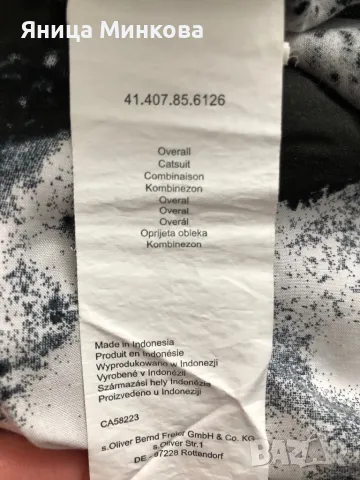 Яница Минкова
41.407.85.6126
Overall
Catsuit
Combinaison
Kombinezon
Overal
Overal
Overál
Oprijeta obleka
Kombinezon
Made in Indonesia
Produit en Indonésie
Wyprodukowano w Indonezji
Vyrobené v Indonézii
Származási hely Indonézia
Proizvedeno u Indoneziji
CA58223
s.Oliver Bernd Freier GmbH & Co. KG
s.Oliver Str.1
DE - 97228 Rottendorf